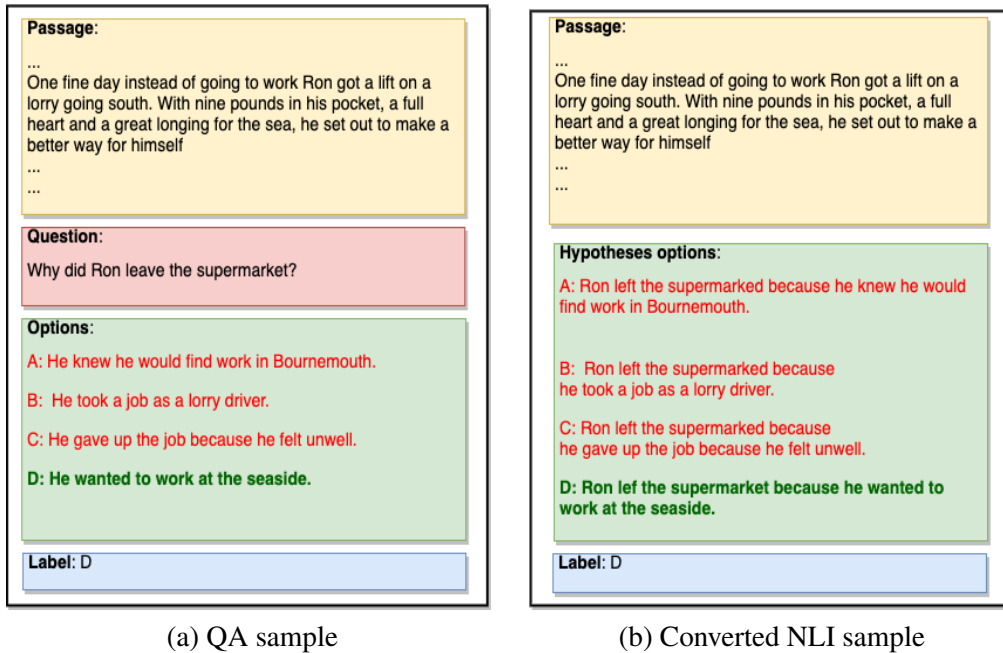 Passage:
...
One fine day instead of going to work Ron got a lift on a
lorry going south. With nine pounds in his pocket, a full
heart and a great longing for the sea, he set out to make a
better way for himself
...
...
Question:
Why did Ron leave the supermarket?
Options:
A: He knew he would find work in Bournemouth.
B: He took a job as a lorry driver.
C: He gave up the job because he felt unwell.
D: He wanted to work at the seaside.
Label: D
(a) QA sample
Passage:
...
One fine day instead of going to work Ron got a lift on a
lorry going south. With nine pounds in his pocket, a full
heart and a great longing for the sea, he set out to make a
better way for himself
...
...
Hypotheses options:
A: Ron left the supermarked because he knew he would
find work in Bournemouth.
B: Ron left the supermarked because
he took a job as a lorry driver.
C: Ron left the supermarked because
he gave up the job because he felt unwell.
D: Ron lef the supermarket because he wanted to
work at the seaside.
Label: D
(b) Converted NLI sample